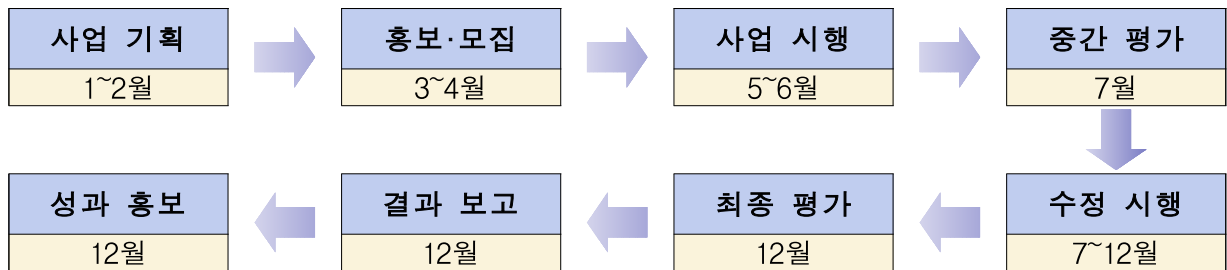 사업 기획
1~2월
홍보·모집
3~4월
사업 시행
5~6월
중간 평가
7월
수정 시행
7~12월
최종 평가
12월
결과 보고
12월
성과 홍보
12월